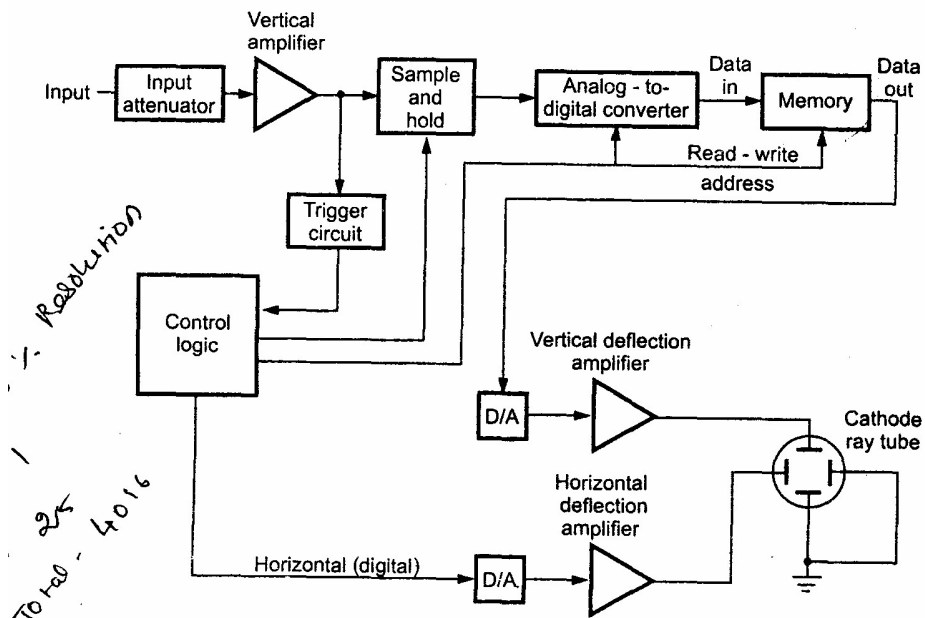 Vertical
amplifier
Input
Input
attenuator
Sample
and
hold
Analog - to-
digital converter
Data
in
Memory
Data
out
Read - write
address
Trigger
circuit
Control
logic
Vertical deflection
amplifier
D/A
Cathode
ray tube
Horizontal
deflection
amplifier
Horizontal (digital)
D/A
% Resolution
1
25
Total - 4016